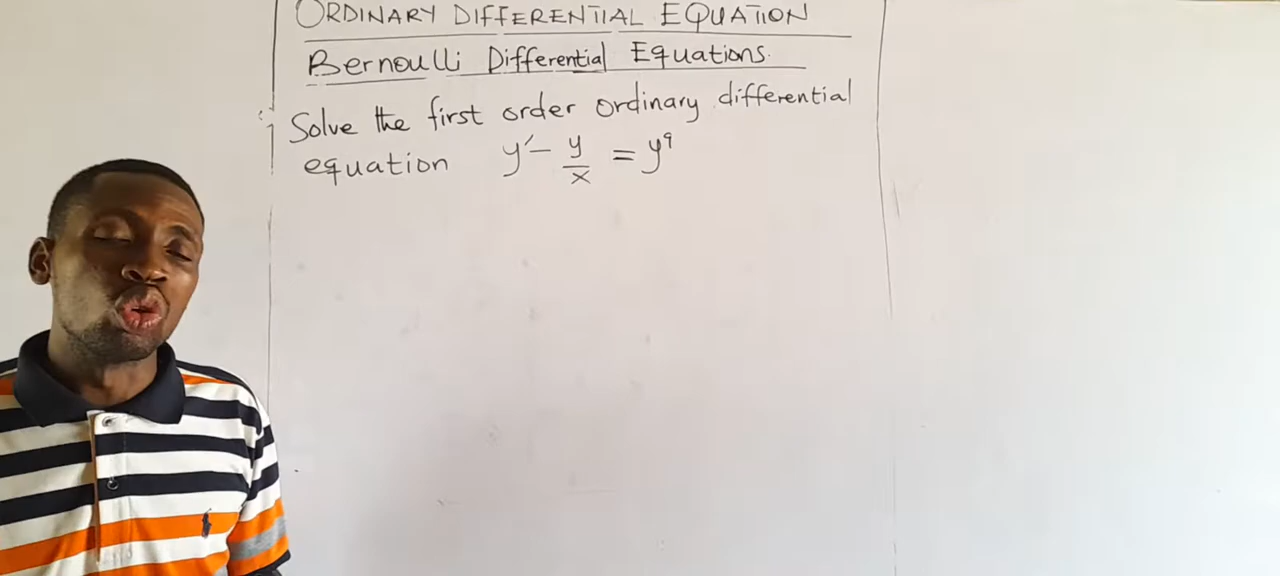 ORDINARY DIFFERENTIAL EQUATION
Bernoulli Differential Equations.
Solve the first order ordinary differential
equation y′ - y/x = y⁹